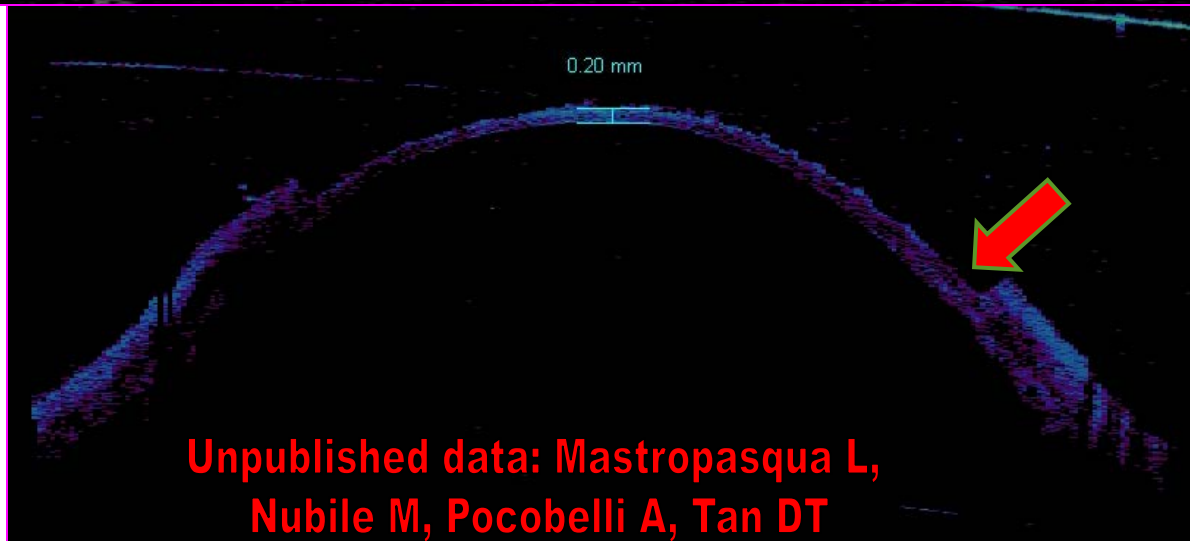 0.20 mm
Unpublished data: Mastropasqua L,
Nubile M, Pocobelli A, Tan DT